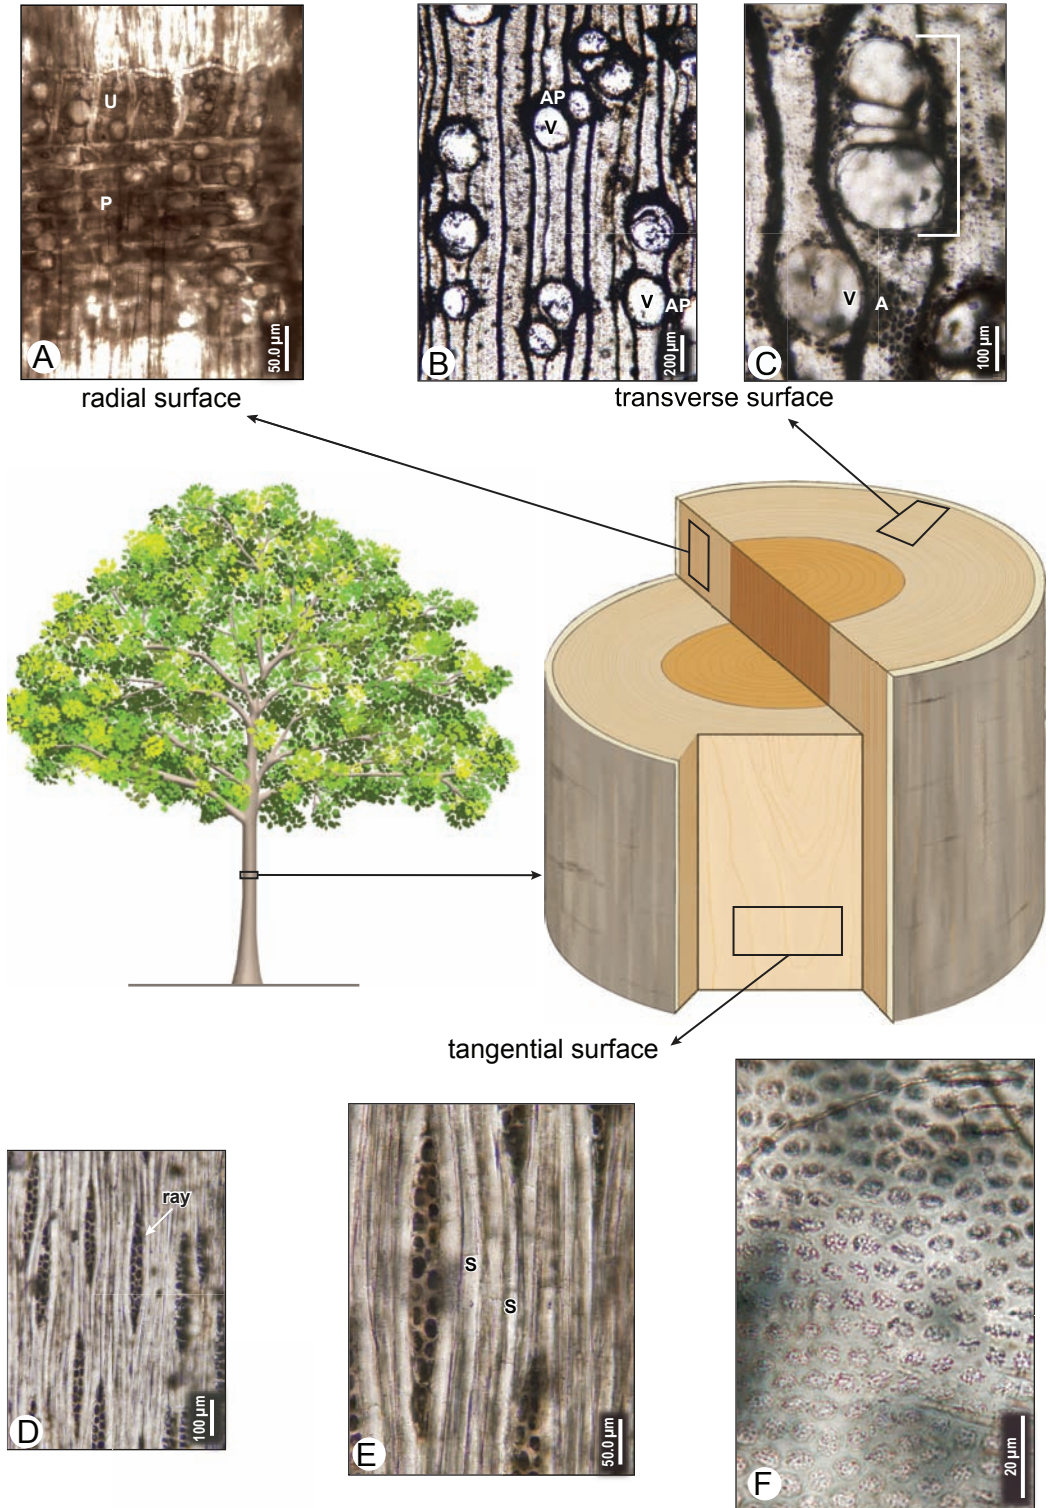 U
P
A
50.0 µm
AP
V
V
AP
B
200 µm
V
A
C
100 µm
radial surface
transverse surface
tangential surface
ray
D
100 µm
S
S
E
50.0 µm
F
20 µm